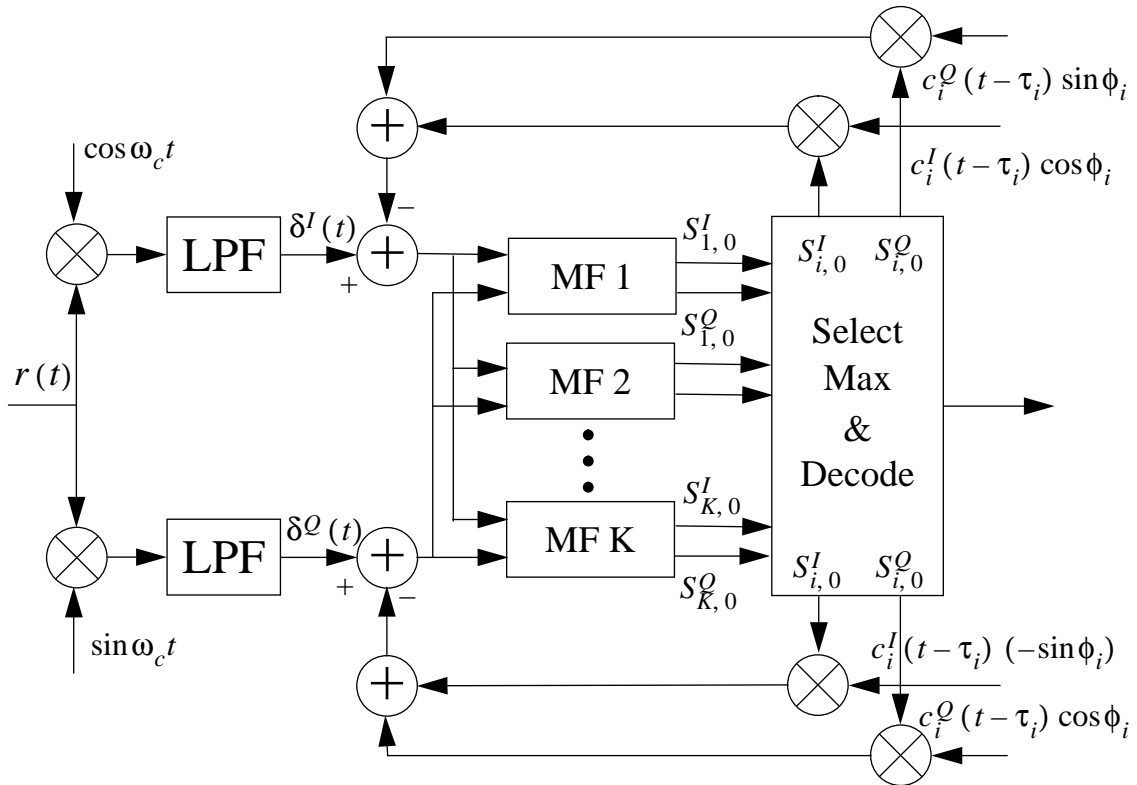 c_i^Q (t – τ_i) sin ϕ_i
cos ω_c t
c_i^I (t – τ_i) cos ϕ_i
+
–
δ^I (t)
LPF
+
+
S_{1,0}^I
MF 1
S_{1,0}^Q
S_{i,0}^I S_{i,0}^Q
Select
Max
&
Decode
r (t)
MF 2
S_{K,0}^I
MF K
S_{K,0}^Q
δ^Q (t)
LPF
+
+
–
S_{i,0}^I S_{i,0}^Q
sin ω_c t
c_i^I (t – τ_i) (–sin ϕ_i)
+
c_i^Q (t – τ_i) cos ϕ_i